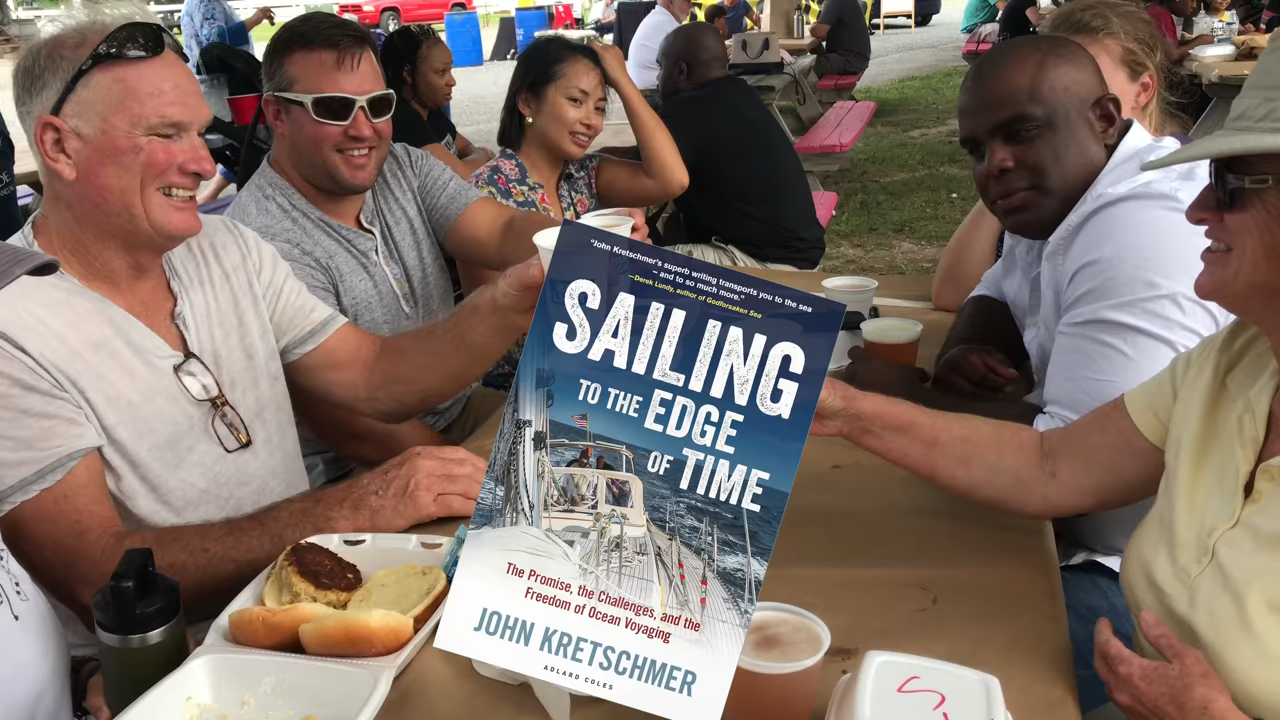 “John Kretschmer's superb writing transports you to the sea
– and to so much more.”
—Derek Lundy, author of Godforsaken Sea
SAILING
TO THE EDGE
OF TIME
The Promise, the Challenges, and the
Freedom of Ocean Voyaging
JOHN KRETSCHMER
ADLARD COLES